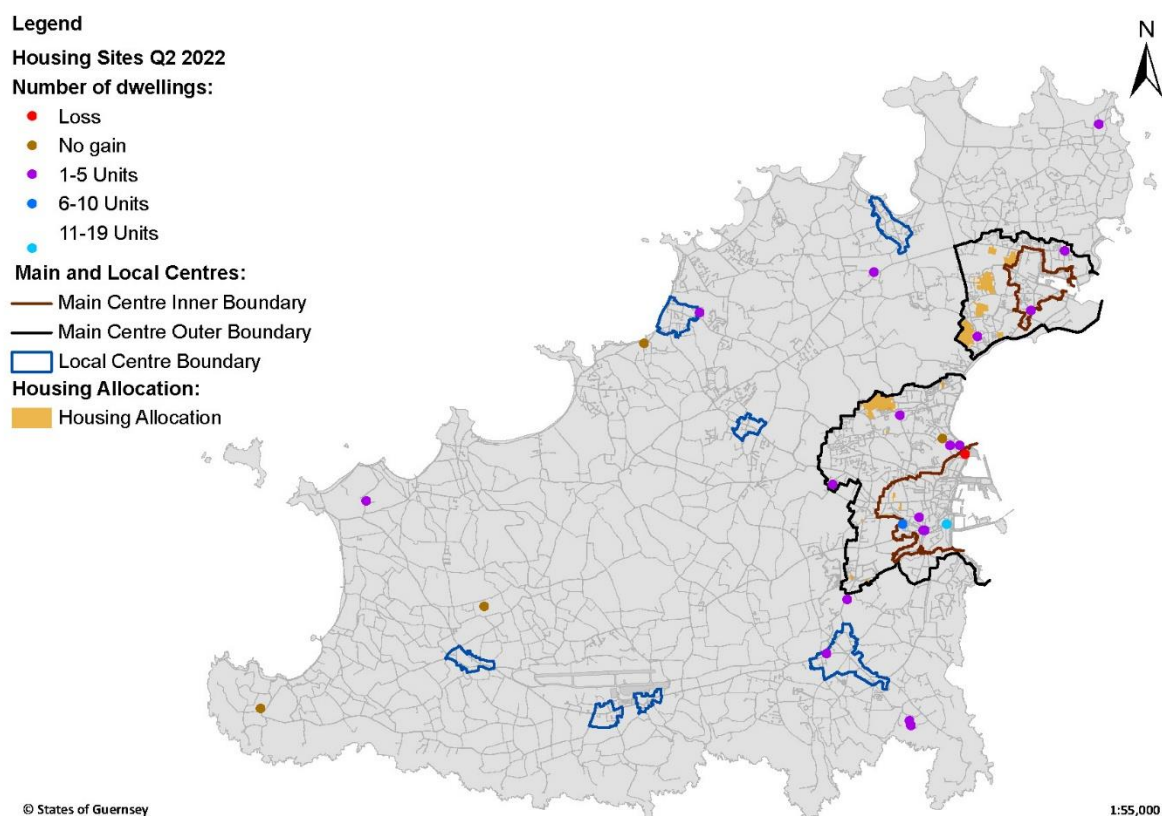 Legend
Housing Sites Q2 2022
Number of dwellings:
Loss
No gain
1-5 Units
6-10 Units
11-19 Units
Main and Local Centres:
Main Centre Inner Boundary
Main Centre Outer Boundary
Local Centre Boundary
Housing Allocation:
Housing Allocation
N
© States of Guernsey
1:55,000